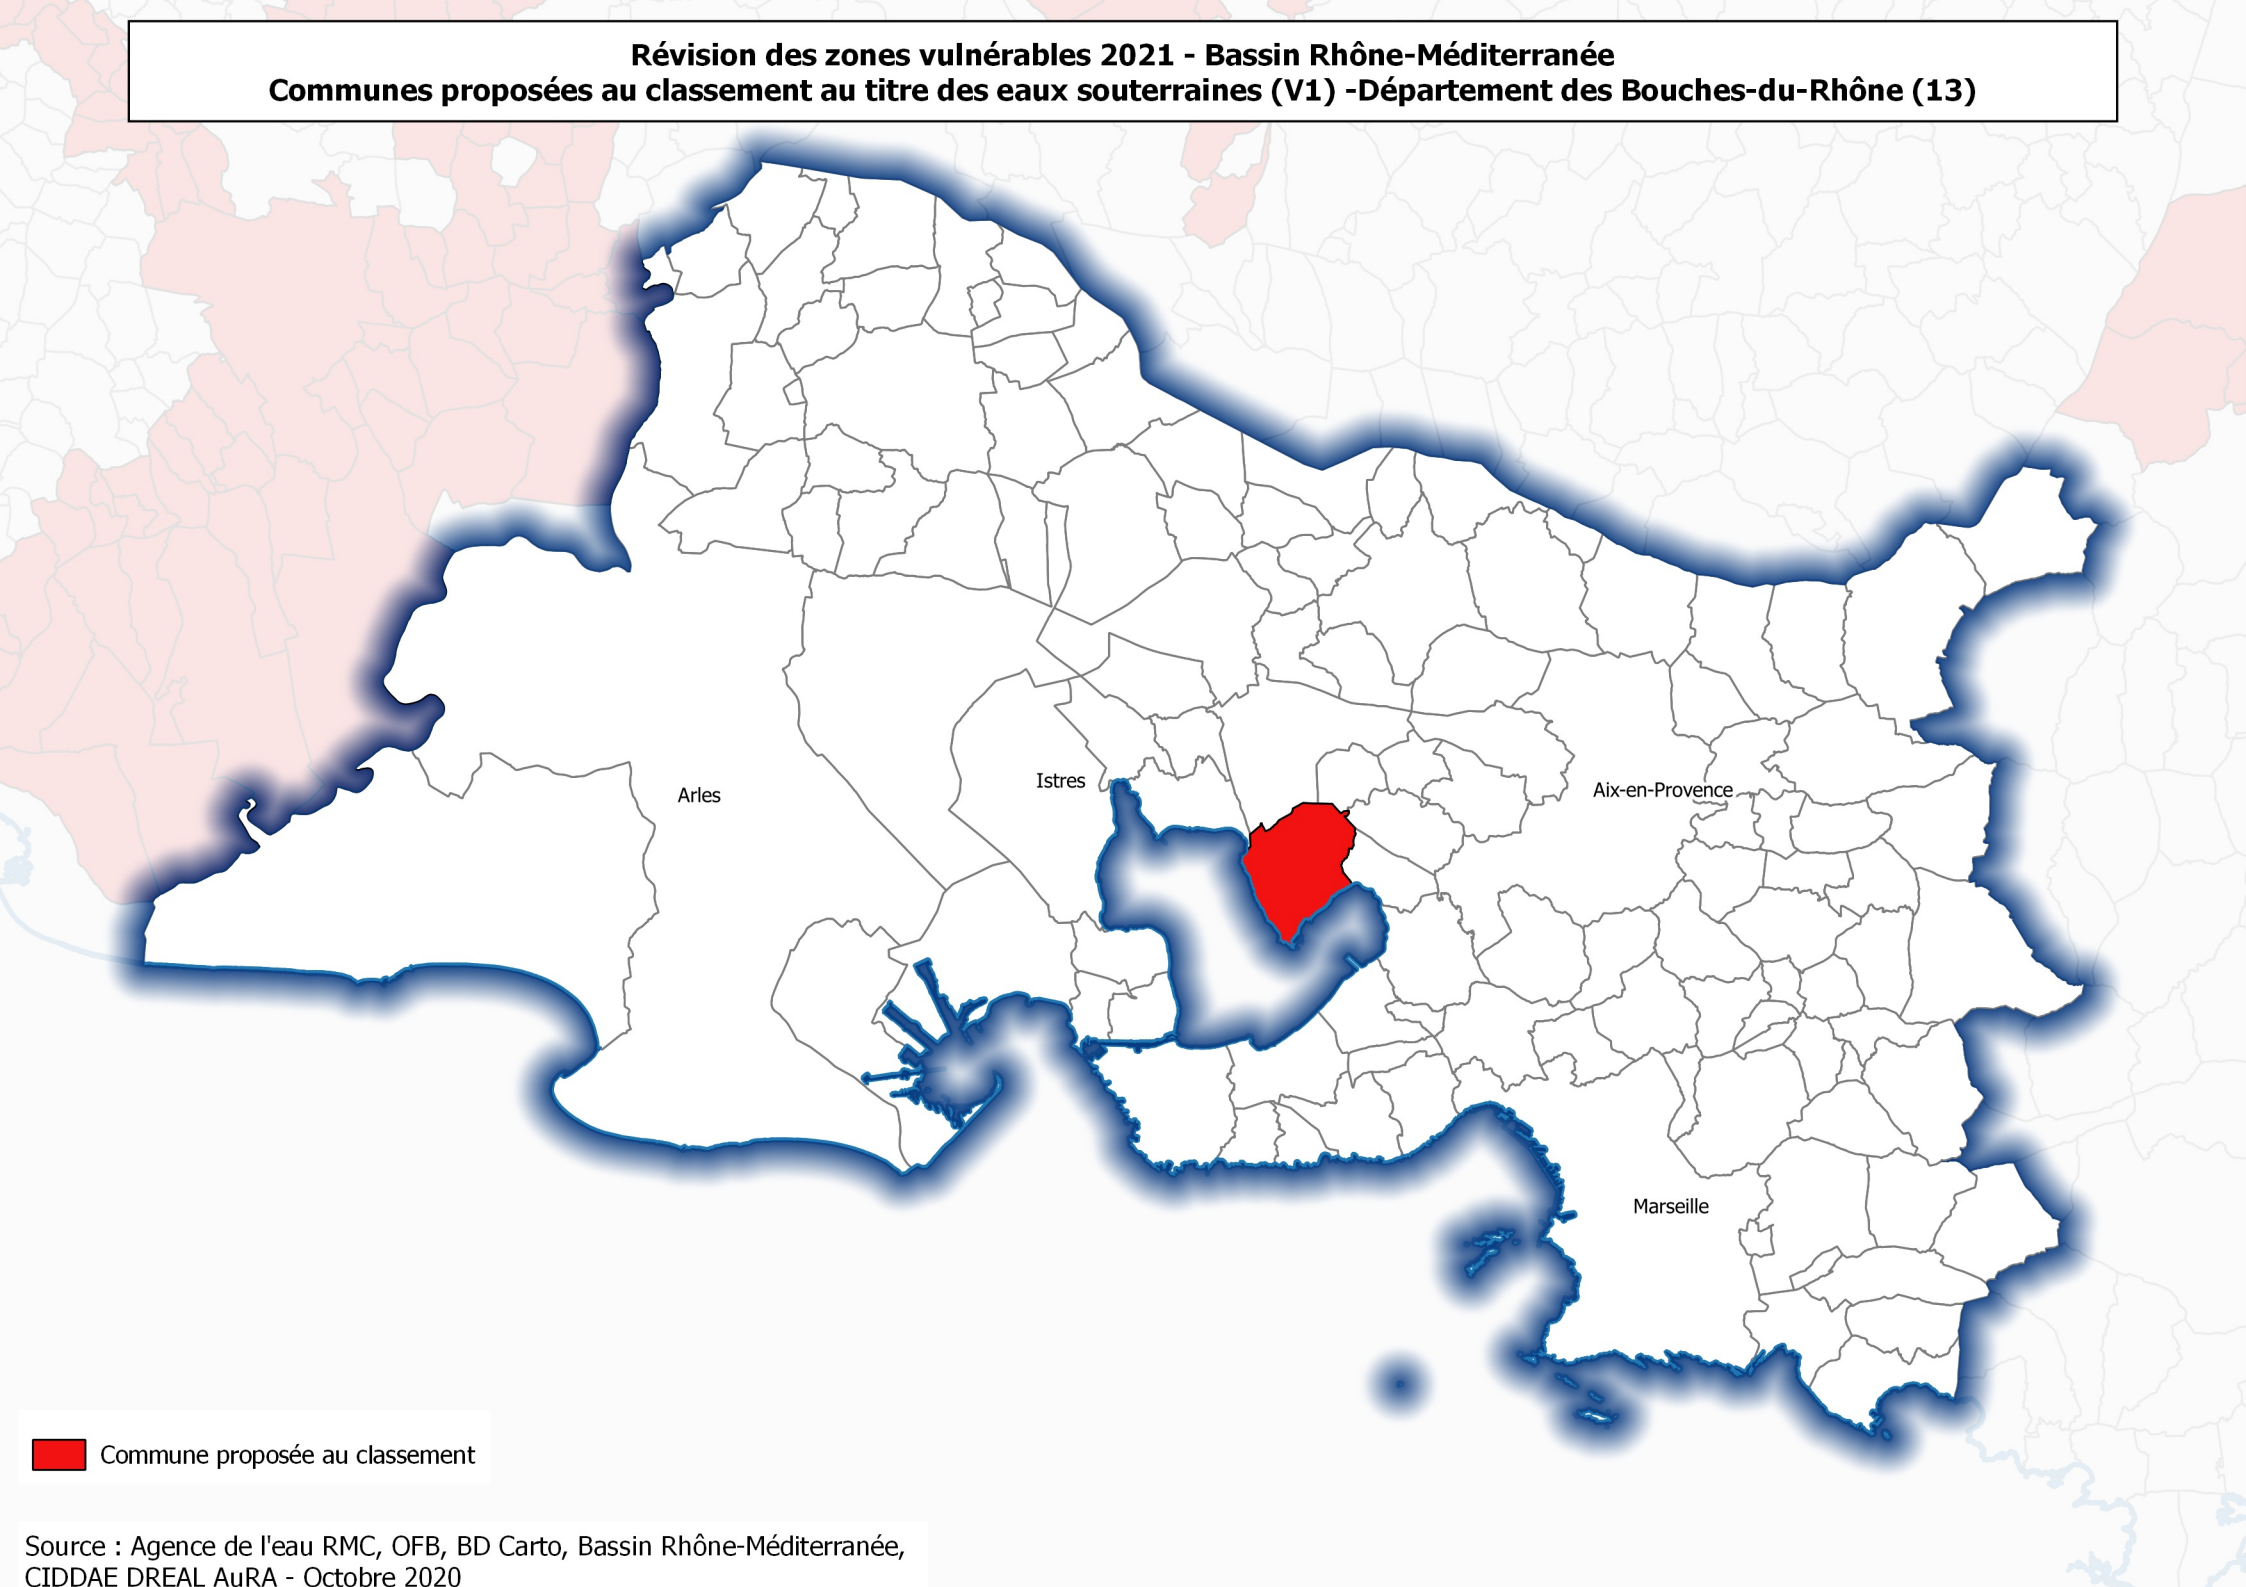 Révision des zones vulnérables 2021 - Bassin Rhône-Méditerranée
Communes proposées au classement au titre des eaux souterraines (V1) -Département des Bouches-du-Rhône (13)
Istres
Aix-en-Provence
Arles
Marseille
Commune proposée au classement
Source : Agence de l'eau RMC, OFB, BD Carto, Bassin Rhône-Méditerranée,
CIDDAE DREAL AuRA - Octobre 2020